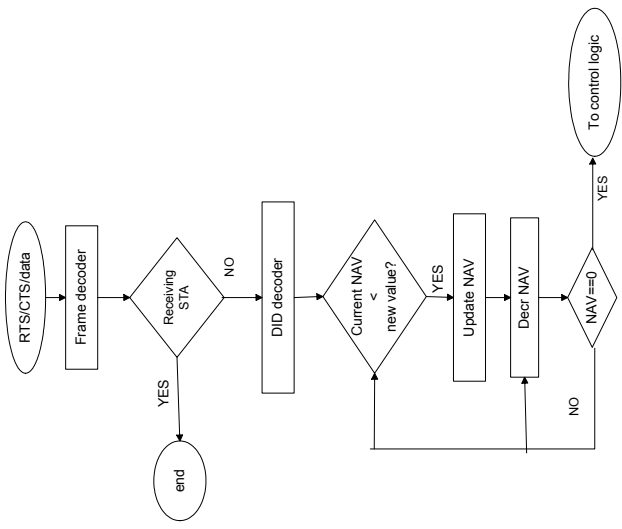 RTS/CTS/data
Frame decoder
Receiving
STA
YES
end
NO
DID decoder
Current NAV
<
new value?
YES
Update NAV
Decr NAV
NAV==0
NO
YES
To control logic